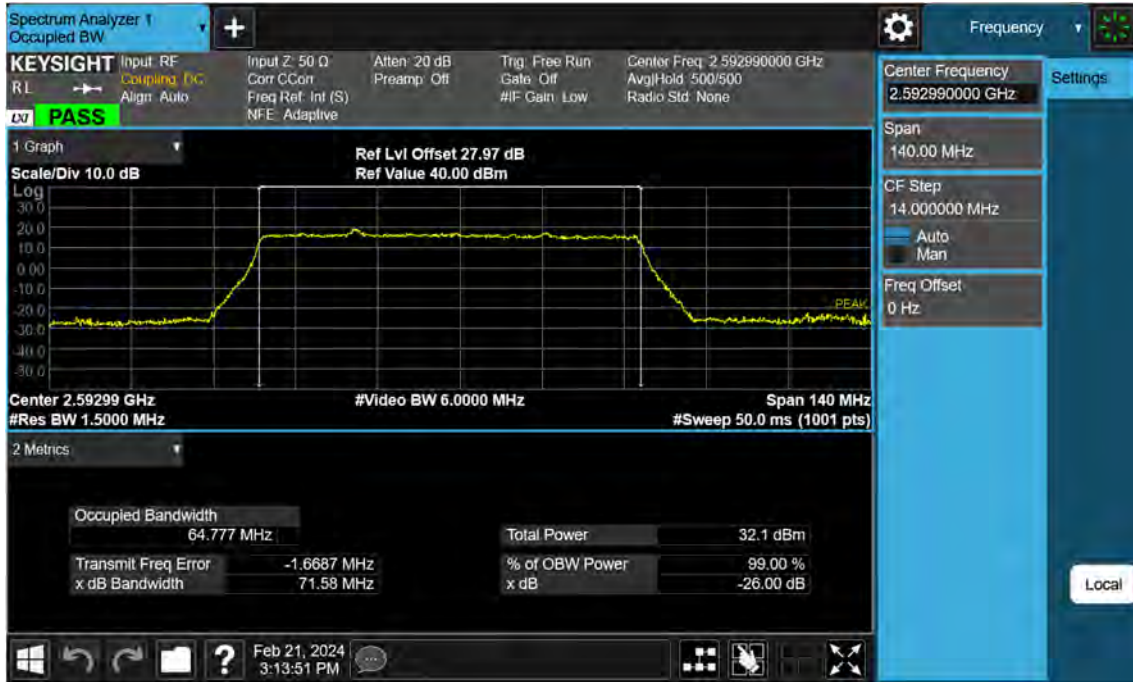 Spectrum Analyzer 1
Occupied BW
+
Frequency
KEYSIGHT
RL
LXI
PASS
Input: RF
Coupling: DC
Align: Auto
Input Z: 50 Ω
Corr CCorr
Freq Ref: Int (S)
NFE: Adaptive
Atten: 20 dB
Preamp: Off
Trig: Free Run
Gate: Off
#IF Gain: Low
Center Freq: 2.592990000 GHz
Avg|Hold: 500/500
Radio Std: None
Center Frequency
2.592990000 GHz
Settings
Span
140.00 MHz
CF Step
14.000000 MHz
Auto
Man
Freq Offset
0 Hz
Local
1 Graph
Scale/Div 10.0 dB
Ref Lvl Offset 27.97 dB
Ref Value 40.00 dBm
Log
30.0
20.0
10.0
0.00
-10.0
-20.0
-30.0
-40.0
-50.0
PEAK
Center 2.59299 GHz
#Video BW 6.0000 MHz
Span 140 MHz
#Res BW 1.5000 MHz
#Sweep 50.0 ms (1001 pts)
2 Metrics
Occupied Bandwidth
64.777 MHz
Total Power 32.1 dBm
Transmit Freq Error -1.6687 MHz
% of OBW Power 99.00 %
x dB Bandwidth 71.58 MHz
x dB -26.00 dB
?
Feb 21, 2024
3:13:51 PM